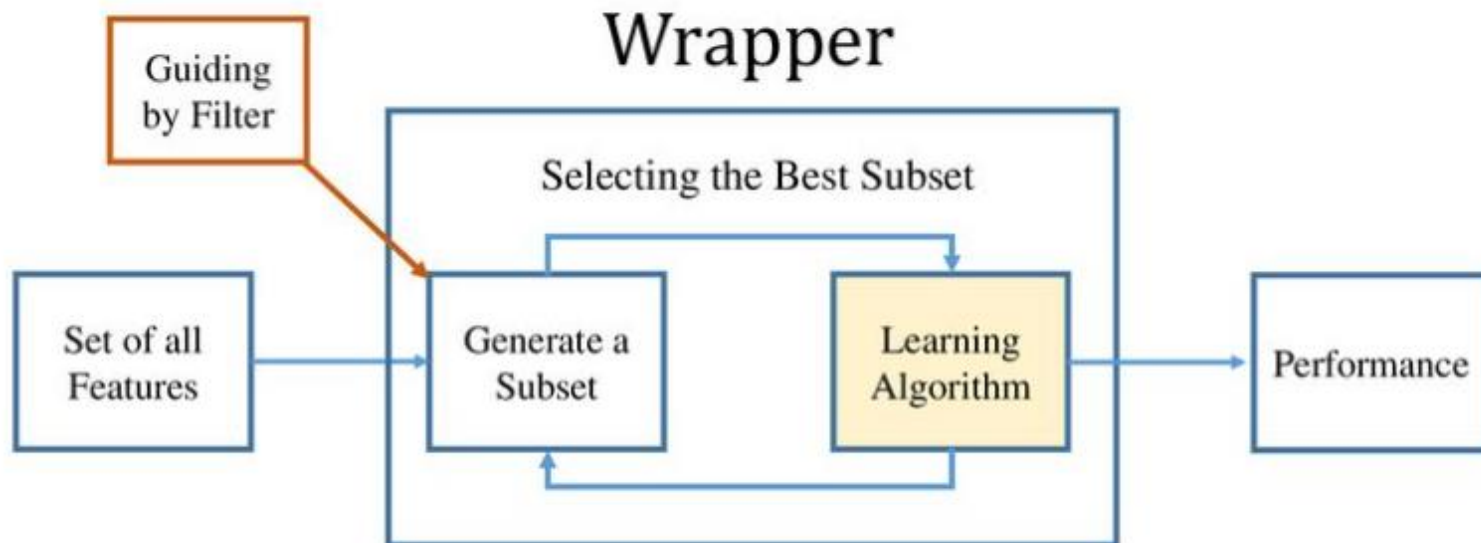 Wrapper
Guiding
by Filter
Selecting the Best Subset
Set of all
Features
Generate a
Subset
Learning
Algorithm
Performance